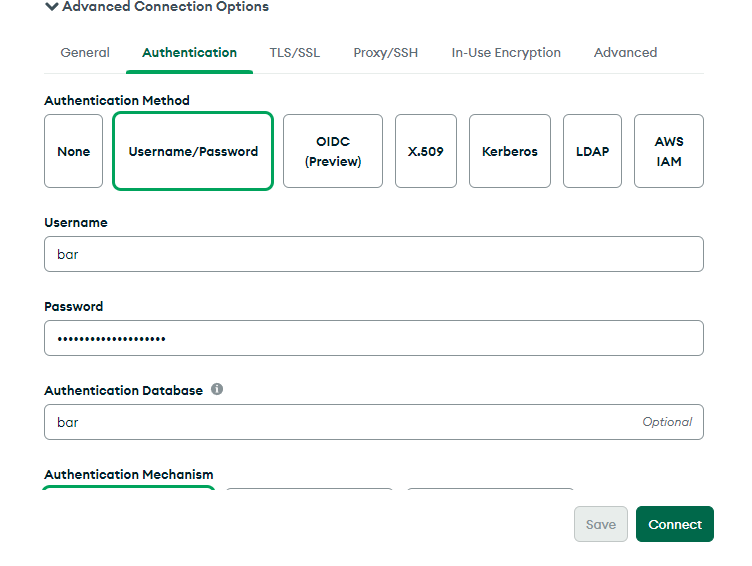 Advanced Connection Options
General Authentication TLS/SSL Proxy/SSH In-Use Encryption Advanced
Authentication Method
None Username/Password OIDC (Preview) X.509 Kerberos LDAP AWS IAM
Username
bar
Password
••••••••••••••••••••
Authentication Database
bar Optional
Authentication Mechanism
Save Connect